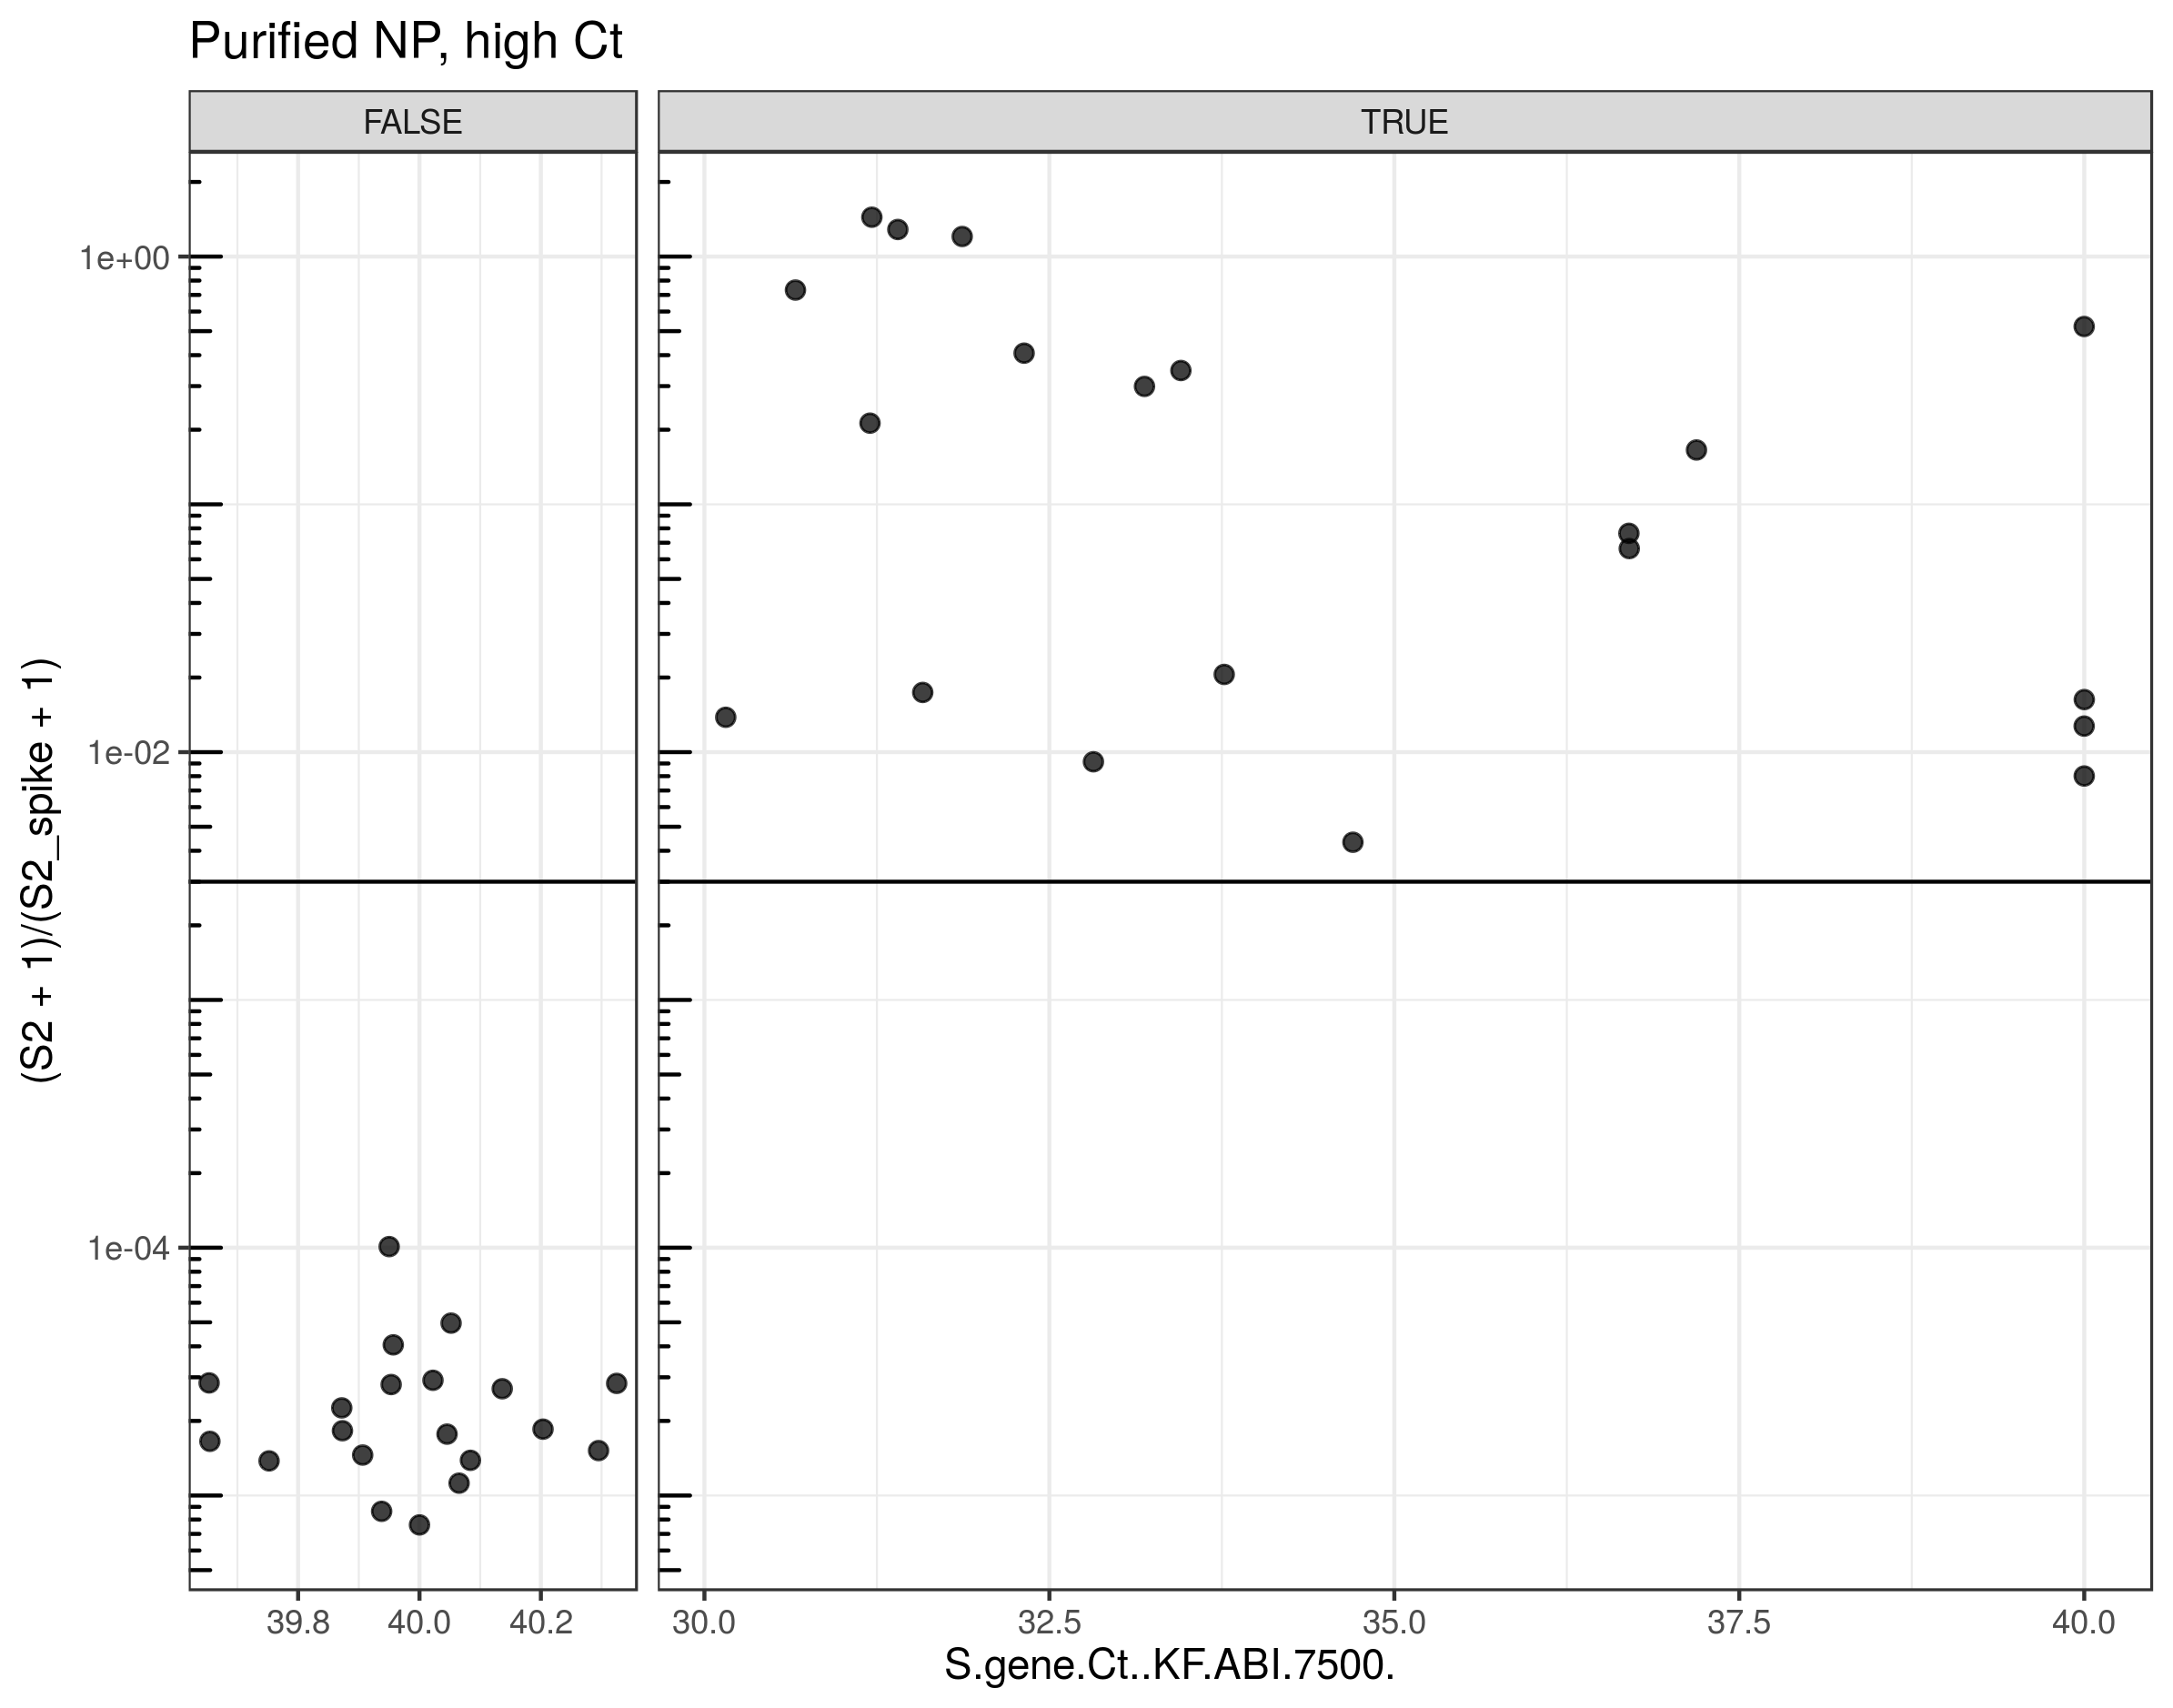 Purified NP, high Ct
FALSE
TRUE
(S2 + 1)/(S2_spike + 1)
1e+00
1e-02
1e-04
39.8
40.0
40.2
30.0
32.5
35.0
37.5
40.0
S.gene.Ct..KF.ABI.7500.